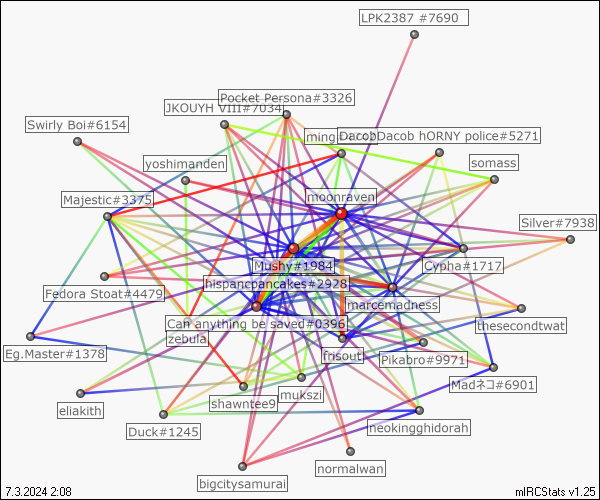 LPK2387 #7690
Pocket Persona#3326
JKOUYH VIII#7034
Swirly Boi#6154
Dacob hORNY police#5271
yoshimanden
somass
Majestic#3375
moonraven
Silver#7938
Mushy#1984
Cypha#1717
hispancpancakes#2928
Fedora Stoat#4479
marcemadness
Can anything be saved#0396
thesecondtwat
zebula
Eg.Master#1378
frisouti
Pikabro#9971
Madネコ#6901
mukszi
shawntee9
eliakith
Duck#1245
neokingghidorah
normalwan
bigcitysamurai
7.3.2024 2:08
mIRCStats v1.25